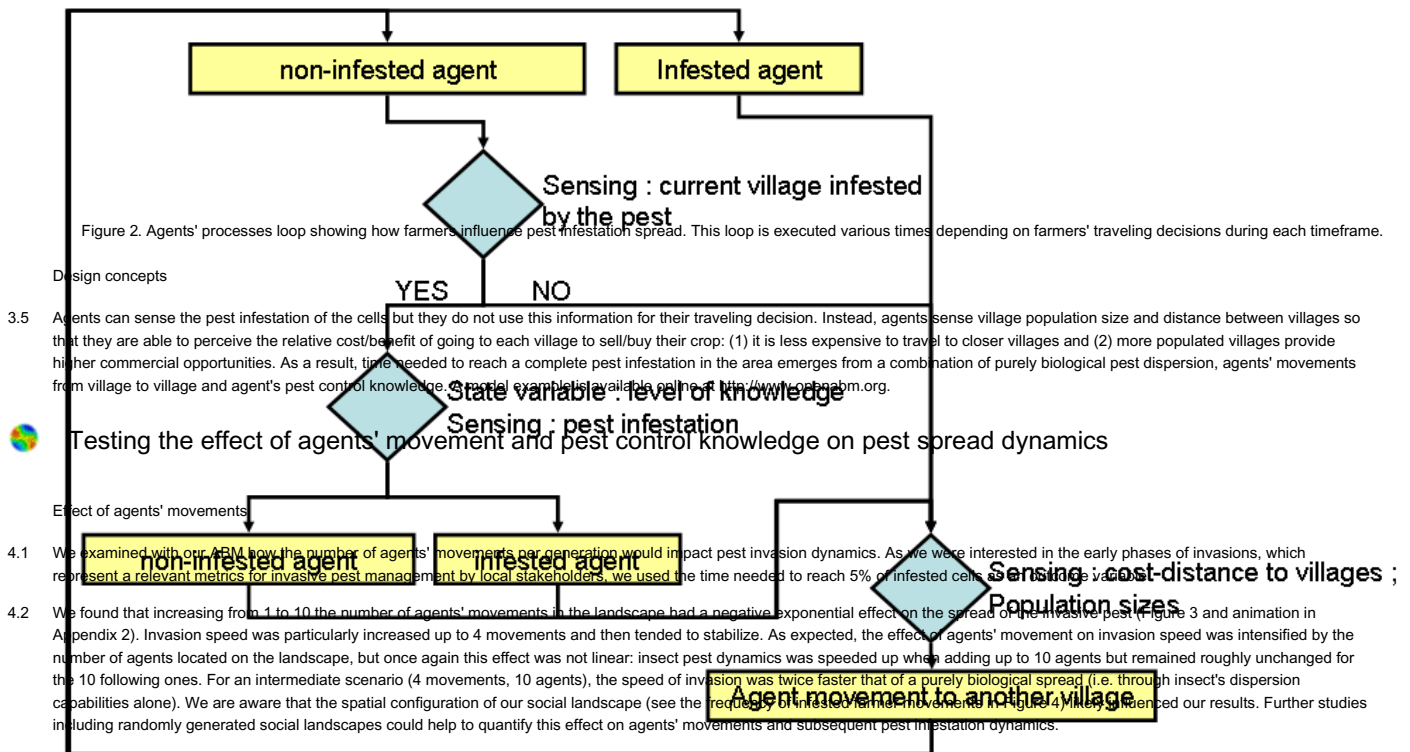 non-infested agent
Infested agent
Sensing : current village infested
by the pest
Figure 2. Agents' processes loop showing how farmers influence pest infestation spread. This loop is executed various times depending on farmers' traveling decisions during each timeframe.
Design concepts
YES
NO
3.5 Agents can sense the pest infestation of the cells but they do not use this information for their traveling decision. Instead, agents sense village population size and distance between villages so
that they are able to perceive the relative cost/benefit of going to each village to sell/buy their crop: (1) it is less expensive to travel to closer villages and (2) more populated villages provide
higher commercial opportunities. As a result, time needed to reach a complete pest infestation in the area emerges from a combination of purely biological pest dispersion, agents' movements
from village to village and agent's pest control knowledge. A model example is available online at http://www.openabm.org.
State variable : level of knowledge
Sensing : pest infestation
Testing the effect of agents' movement and pest control knowledge on pest spread dynamics
Effect of agents' movements
non-infested agent
infested agent
4.1 We examined with our ABM how the number of agents' movements per generation would impact pest invasion dynamics. As we were interested in the early phases of invasions, which
represent a relevant metrics for invasive pest management by local stakeholders, we used the time needed to reach 5% of infested cells as an outcome variable.
Sensing : cost-distance to villages ;
Population sizes
4.2 We found that increasing from 1 to 10 the number of agents' movements in the landscape had a negative exponential effect on the spread of the invasive pest (Figure 3 and animation in
Appendix 2). Invasion speed was particularly increased up to 4 movements and then tended to stabilize. As expected, the effect of agents' movement on invasion speed was intensified by the
number of agents located on the landscape, but once again this effect was not linear: insect pest dynamics was speeded up when adding up to 10 agents but remained roughly unchanged for
the 10 following ones. For an intermediate scenario (4 movements, 10 agents), the speed of invasion was twice faster that of a purely biological spread (i.e. through insect's dispersion
capabilities alone). We are aware that the spatial configuration of our social landscape (see the frequency of infested farmer movements in Figure 4) likely influenced our results. Further studies
including randomly generated social landscapes could help to quantify this effect on agents' movements and subsequent pest infestation dynamics.
Agent movement to another village